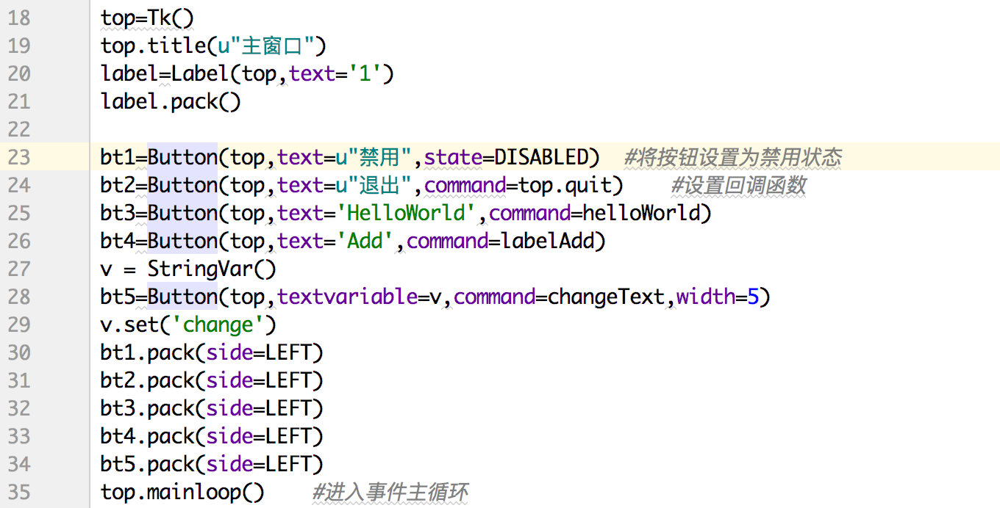 18 top=Tk()
19 top.title(u"主窗口")
20 label=Label(top,text='1')
21 label.pack()
22
23 bt1=Button(top,text=u"禁用",state=DISABLED)  #将按钮设置为禁用状态
24 bt2=Button(top,text=u"退出",command=top.quit)    #设置回调函数
25 bt3=Button(top,text='HelloWorld',command=helloWorld)
26 bt4=Button(top,text='Add',command=labelAdd)
27 v = StringVar()
28 bt5=Button(top,textvariable=v,command=changeText,width=5)
29 v.set('change')
30 bt1.pack(side=LEFT)
31 bt2.pack(side=LEFT)
32 bt3.pack(side=LEFT)
33 bt4.pack(side=LEFT)
34 bt5.pack(side=LEFT)
35 top.mainloop()    #进入事件主循环